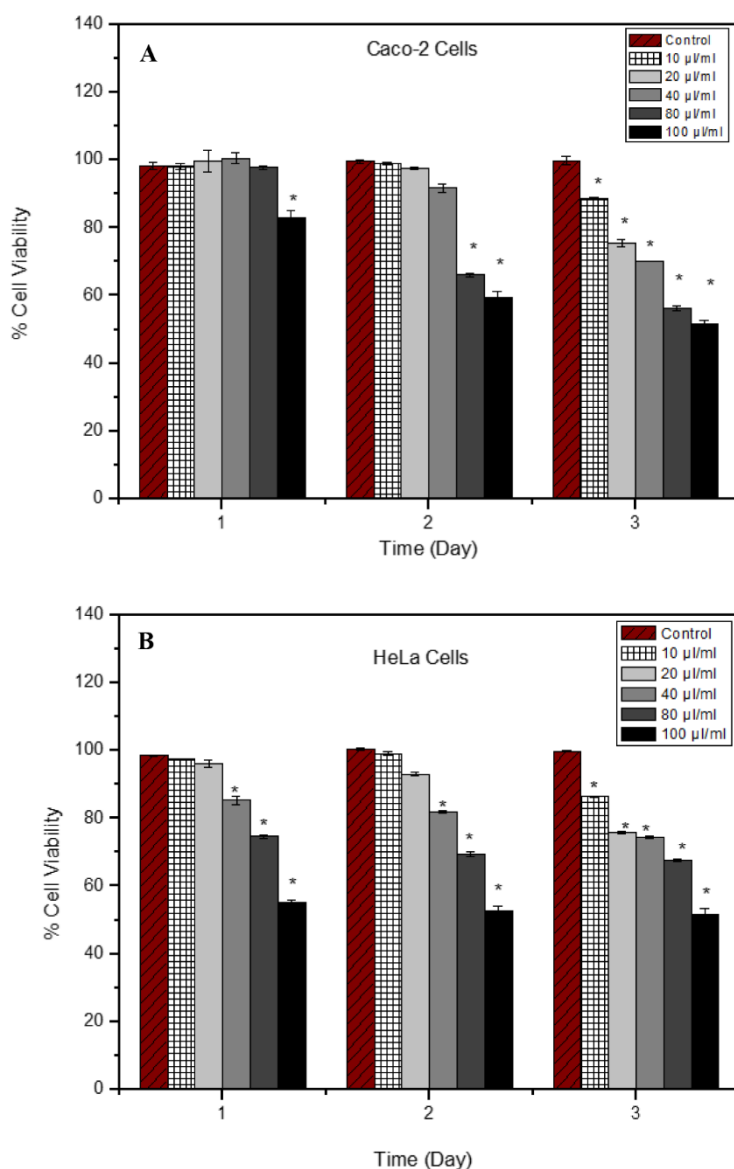 A
Caco-2 Cells
Control
10 µl/ml
20 µl/ml
40 µl/ml
80 µl/ml
100 µl/ml
140
120
100
80
60
40
20
0
% Cell Viability
* * * * * * * *
1 2 3
Time (Day)
B
HeLa Cells
Control
10 µl/ml
20 µl/ml
40 µl/ml
80 µl/ml
100 µl/ml
140
120
100
80
60
40
20
0
% Cell Viability
* * * * * * * * * * *
1 2 3
Time (Day)